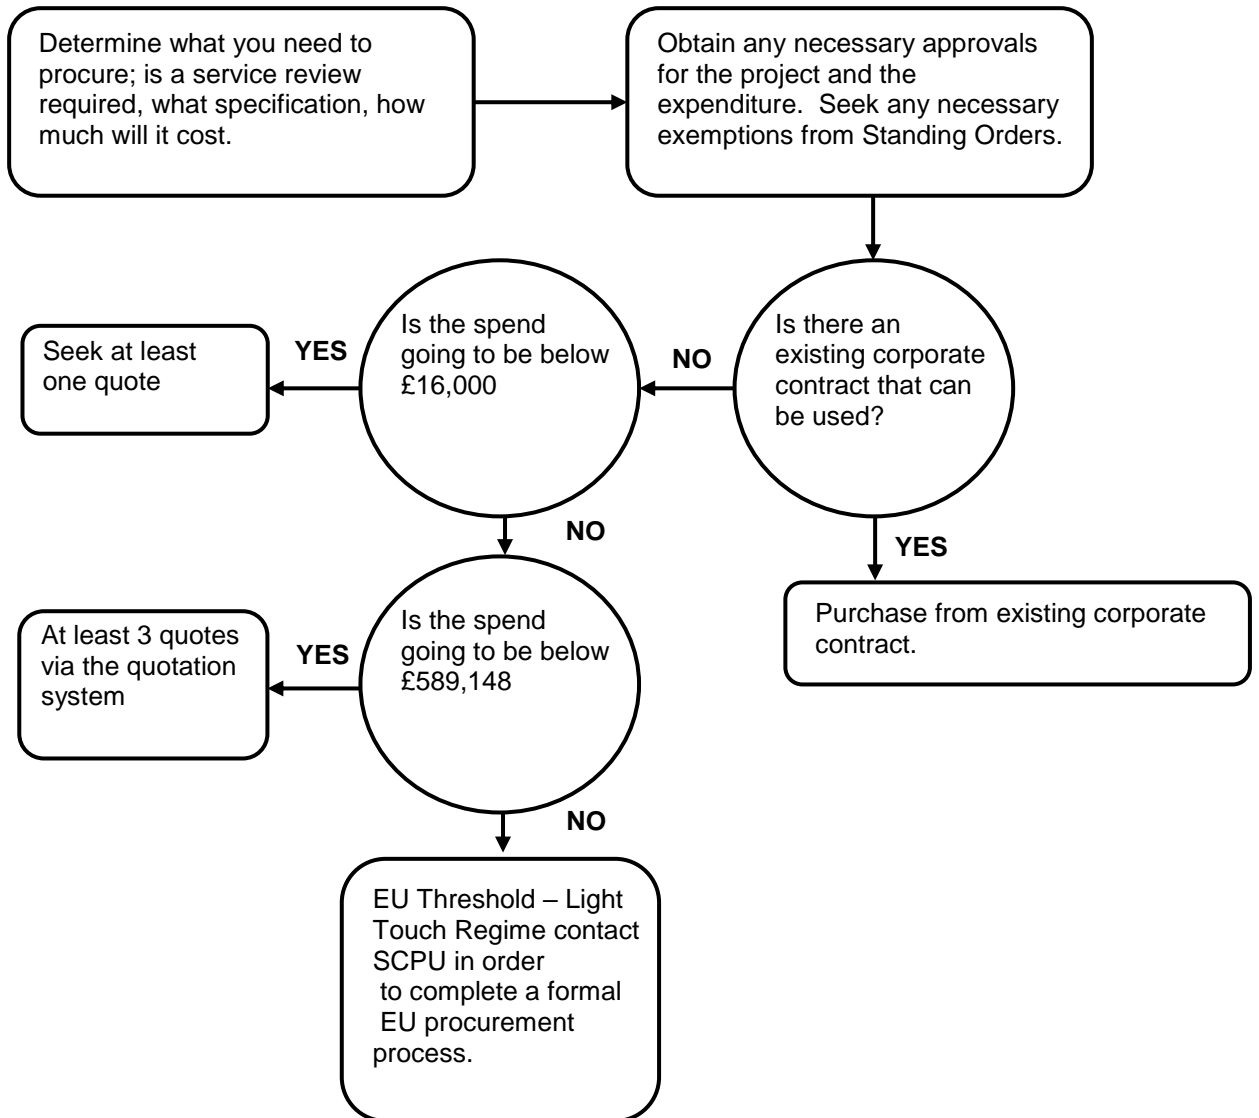 Determine what you need to
procure; is a service review
required, what specification, how
much will it cost.
Obtain any necessary approvals
for the project and the
expenditure.  Seek any necessary
exemptions from Standing Orders.
Is there an
existing corporate
contract that can
be used?
NO
YES
Purchase from existing corporate
contract.
Is the spend
going to be below
£16,000
YES
Seek at least
one quote
NO
Is the spend
going to be below
£589,148
YES
At least 3 quotes
via the quotation
system
NO
EU Threshold – Light
Touch Regime contact
SCPU in order
to complete a formal
EU procurement
process.